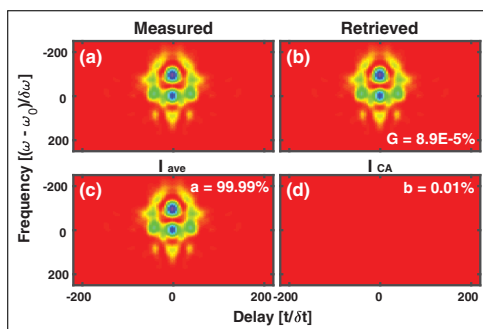 Measured Retrieved
(a) (b)
G = 8.9E-5%
I ave I CA
(c) a = 99.99% (d) b = 0.01%
Frequency [(ω - ω0)/δω]
-200
0
200
-200
0
200
-200 0 200 -200 0 200
Delay [t/δt]